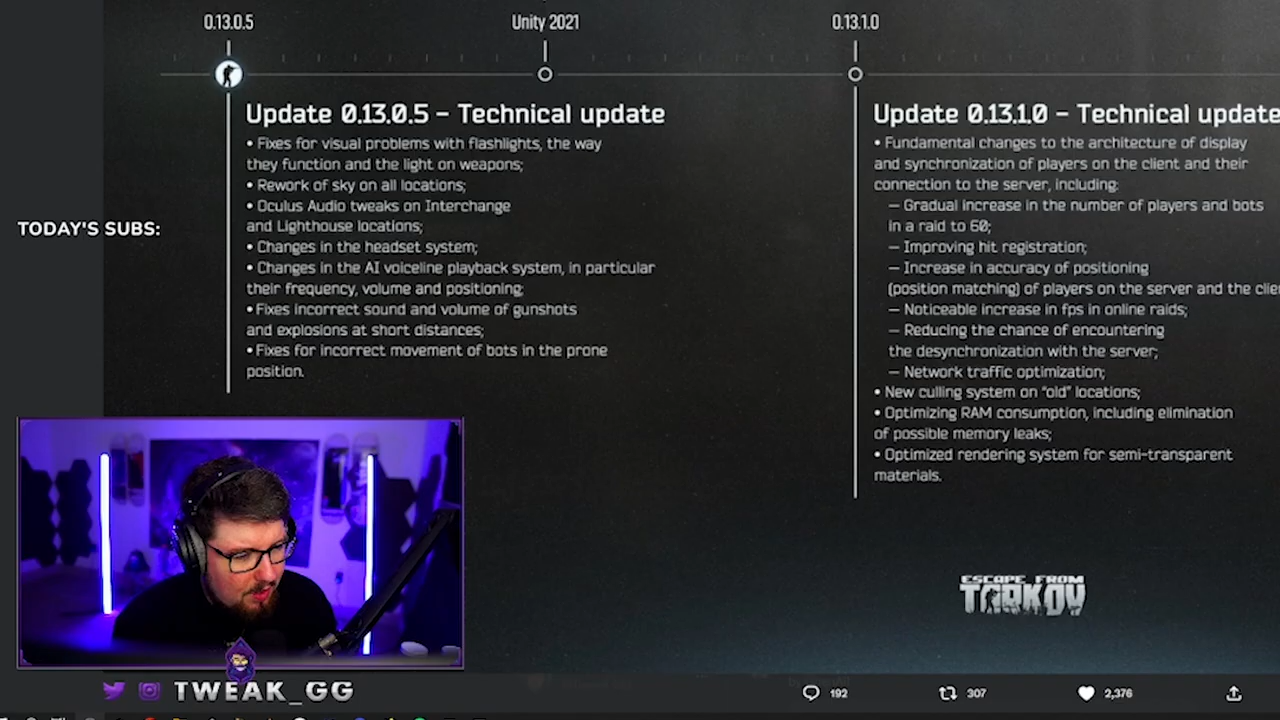 0.13.0.5
Unity 2021
0.13.1.0
Update 0.13.0.5 – Technical update
• Fixes for visual problems with flashlights, the way
they function and the light on weapons;
• Rework of sky on all locations;
• Oculus Audio tweaks on Interchange
and Lighthouse locations;
• Changes in the headset system;
• Changes in the AI voiceline playback system, in particular
their frequency, volume and positioning;
• Fixes incorrect sound and volume of gunshots
and explosions at short distances;
• Fixes for incorrect movement of bots in the prone
position.
Update 0.13.1.0 – Technical update
• Fundamental changes to the architecture of display
and synchronization of players on the client and their
connection to the server, including:
– Gradual increase in the number of players and bots
in a raid to 60;
– Improving hit registration;
– Increase in accuracy of positioning
(position matching) of players on the server and the clie
– Noticeable increase in fps in online raids;
– Reducing the chance of encountering
the desynchronization with the server;
– Network traffic optimization;
• New culling system on "old" locations;
• Optimizing RAM consumption, including elimination
of possible memory leaks;
• Optimized rendering system for semi-transparent
materials.
TODAY'S SUBS:
ESCAPE FROM
TARKOV
TWEAK_GG
192
307
2,376